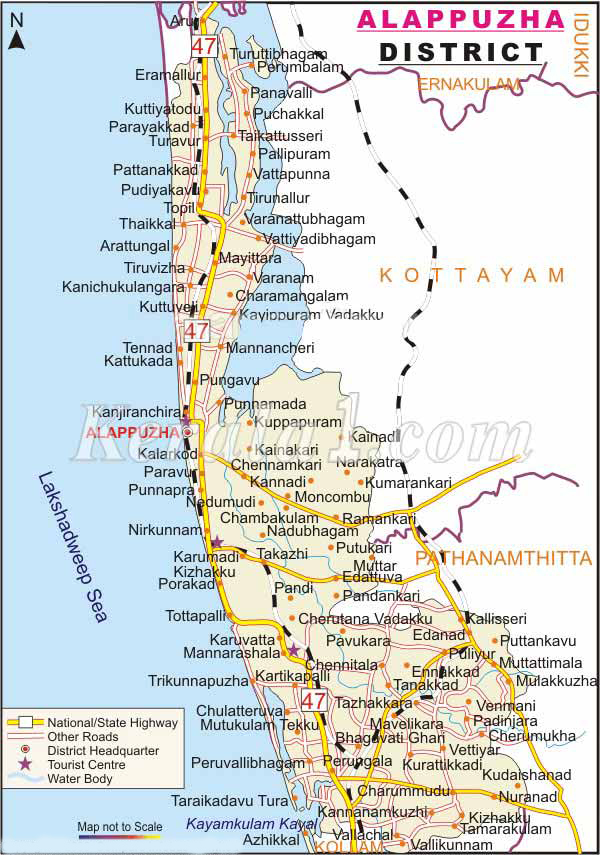 ALAPPUZHA
DISTRICT
IDUKKI
ERNAKULAM
N
Arur
47
Turuttibhagam
Perumbalam
Eramallur
Panavalli
Kuttiyatodu
Puchakkal
Parayakkad
Taikattusseri
Turavur
Pallipuram
Pattanakkad
Vattapunna
Pudiyakavu
Tirunallur
Topil
Varanattubhagam
Thaikkal
Vattiyadibhagam
Arattungal
Mayittara
Tiruvizha
Varanam
KOTTAYAM
Kanichukulangara
Charamangalam
Kuttuveli
Kayippuram Vadakku
47
Tennad
Mannancheri
Kattukada
Pungavu
Punnamada
Kanjiranchira
Kuppapuram
ALAPPUZHA
Kainadi
Kerala1.com
Kalarkod
Kainakari
Chennamkari
Narakatra
Paravu
Kannadi
Kumarankari
Punnapra
Moncombu
Nedumudi
Chambakulam
Ramankari
Nirkunnam
Nadubhagam
Lakshadweep Sea
Putukari
Karumadi
Takazhi
Muttar
PATHANAMTHITTA
Kizhakku
Edattuva
Porakad
Pandi
Pandankari
Tottapalli
Cherutana Vadakku
Kallisseri
Karuvatta
Pavukara
Edanad
Puttankavu
Mannarashala
Puliyur
Chennitala
Muttattimala
Kartikapalli
Ennakkad
Trikunnapuzha
Tanakkad
Mulakkuzha
47
Tazhakkara
Venmani
Chulatteruva
Mavelikara
Padinjara
Mutukulam Tekku
Bhagavati Ghat
Cherumukha
Vettiyar
Peruvallibhagam
Perungala
Kurattikkadi
Kudaishanad
Charummudu
Nuranad
Taraikadavu Tura
Kannanamkuzhi
Kizhakku
Kayamkulam Kayal
Tamarakulam
Azhikkal
Vallachal
Vallikunnam
KOLLAM
National/State Highway
Other Roads
District Headquarter
Tourist Centre
Water Body
Map not to Scale